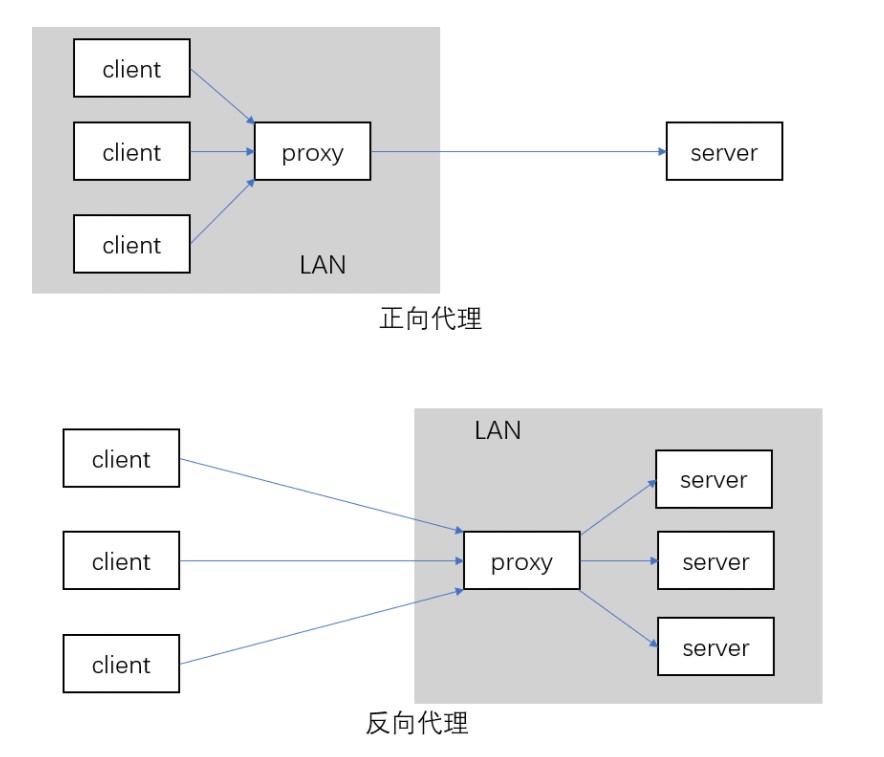 client
client
proxy
server
client
LAN
正向代理
LAN
client
server
client
proxy
server
client
server
反向代理